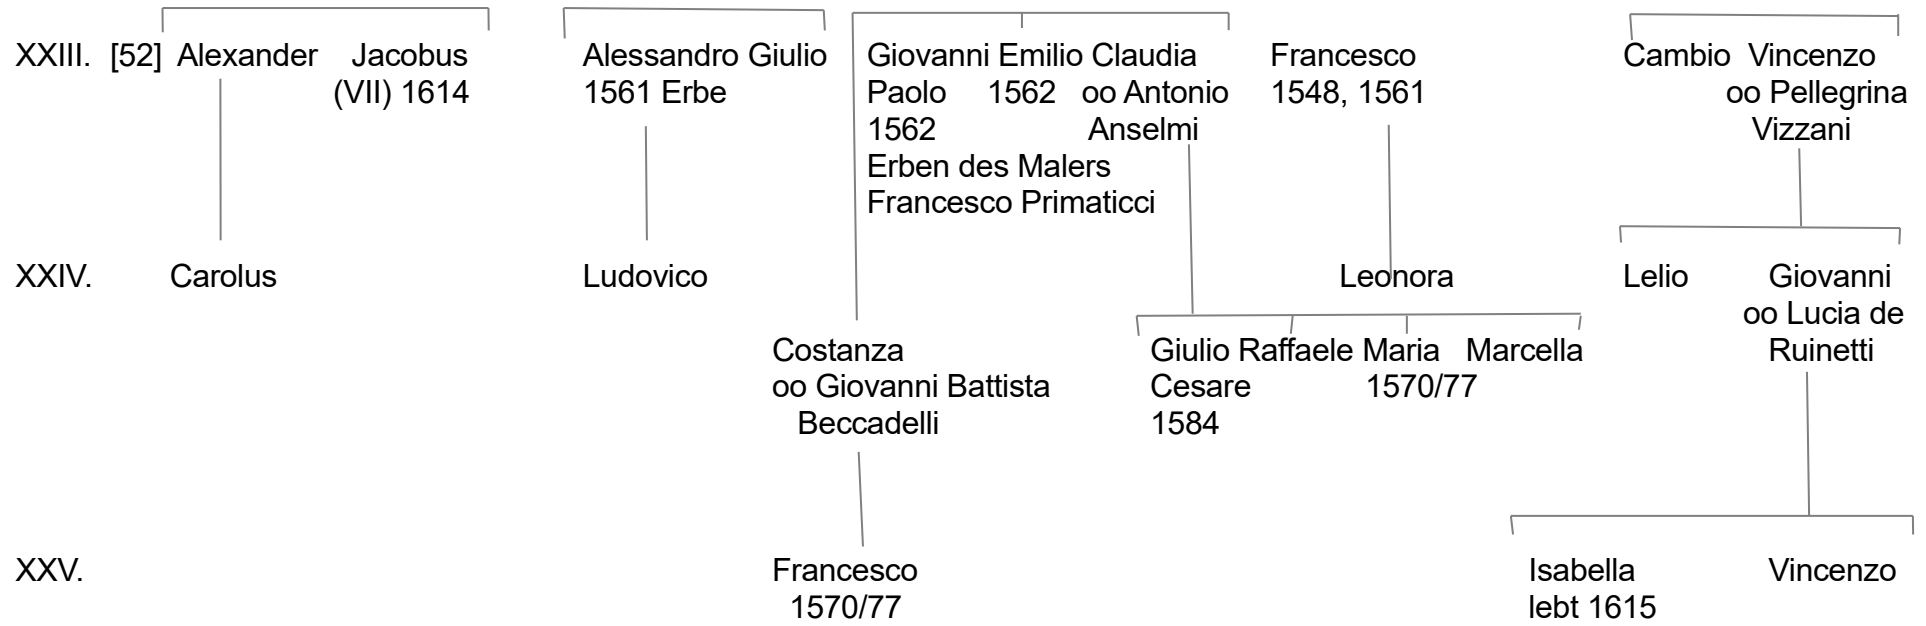 XXIII. [52] Alexander Jacobus Alessandro Giulio Giovanni Emilio Claudia Francesco Cambio Vincenzo
(VII) 1614 1561 Erbe Paolo 1562 oo Antonio 1548, 1561 oo Pellegrina
1562 Anselmi Vizzani
Erben des Malers
Francesco Primaticci
XXIV. Carolus Ludovico Leonora Lelio Giovanni
oo Lucia de
Costanza Giulio Raffaele Maria Marcella Ruinetti
oo Giovanni Battista Cesare 1570/77
Beccadelli 1584
XXV. Francesco Isabella Vincenzo
1570/77 lebt 1615